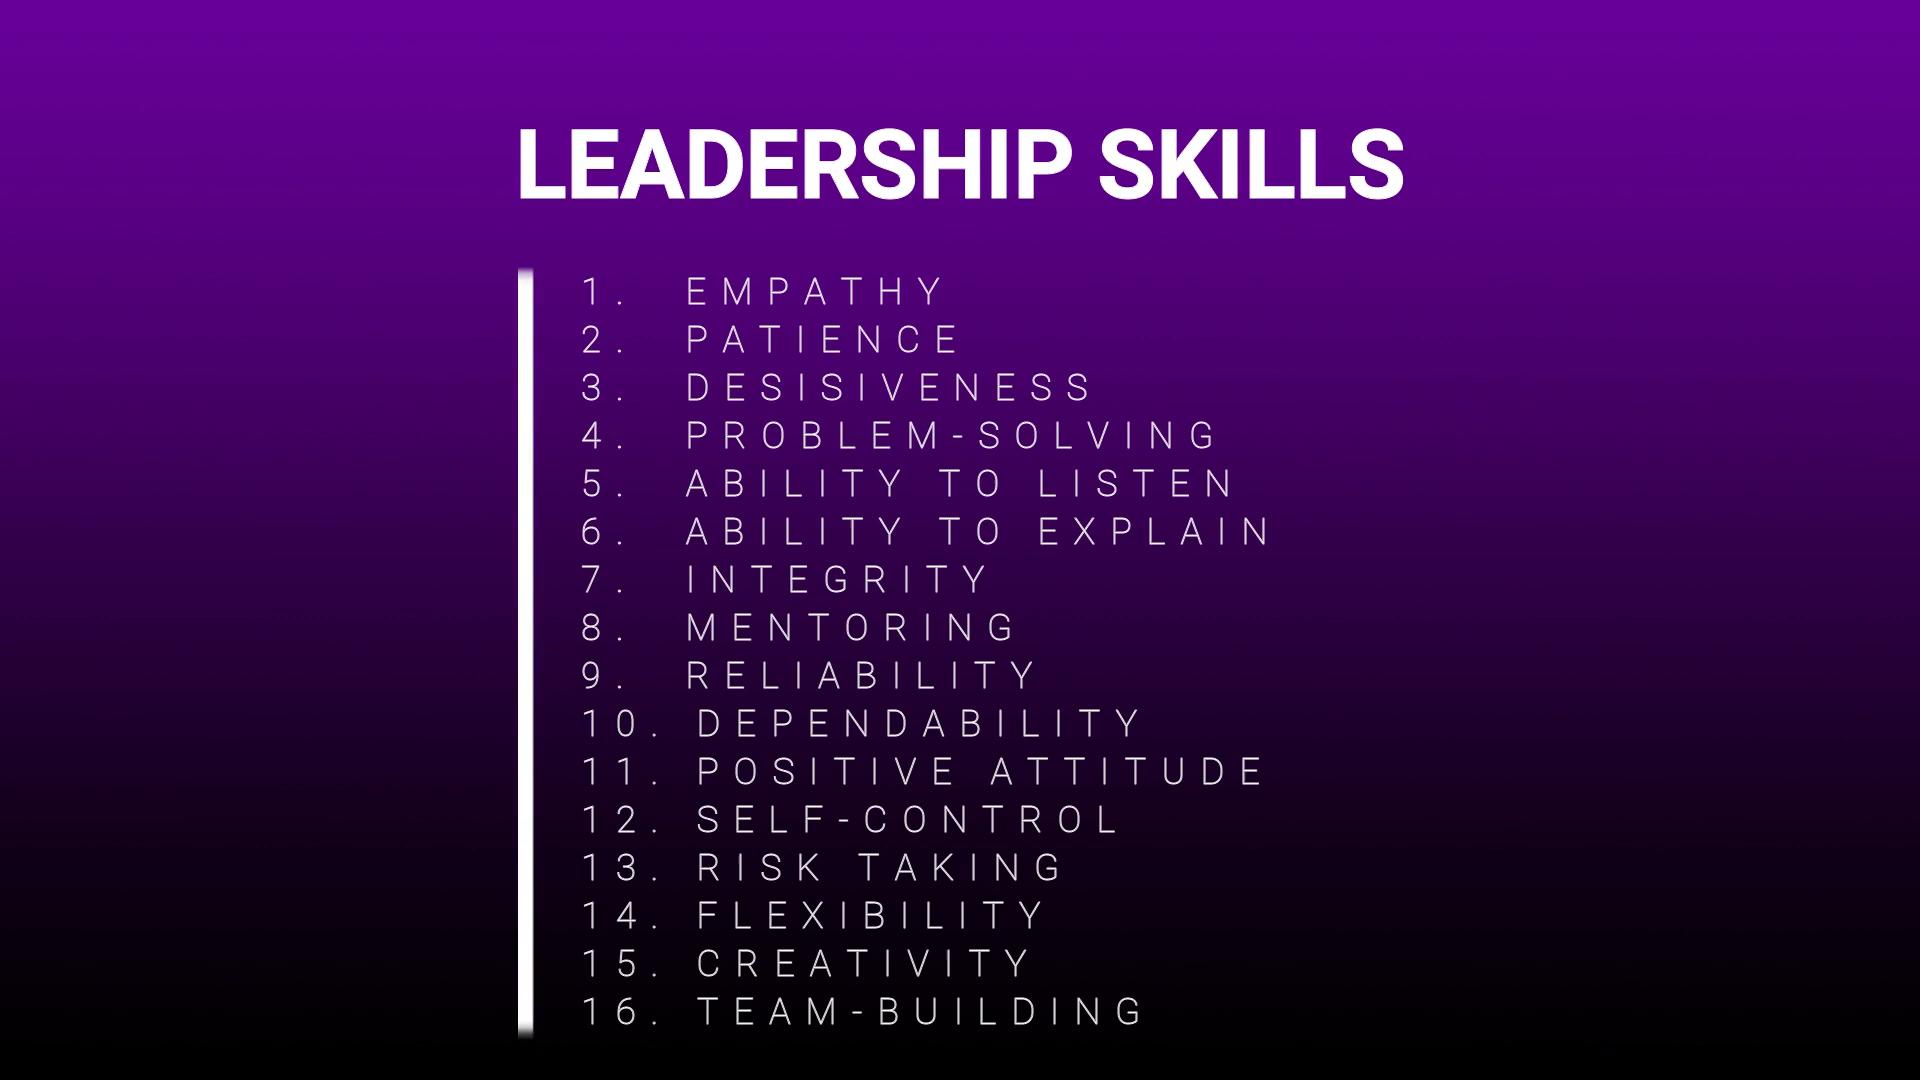 LEADERSHIP SKILLS
1. EMPATHY
2. PATIENCE
3. DESISIVENESS
4. PROBLEM-SOLVING
5. ABILITY TO LISTEN
6. ABILITY TO EXPLAIN
7. INTEGRITY
8. MENTORING
9. RELIABILITY
10. DEPENDABILITY
11. POSITIVE ATTITUDE
12. SELF-CONTROL
13. RISK TAKING
14. FLEXIBILITY
15. CREATIVITY
16. TEAM-BUILDING